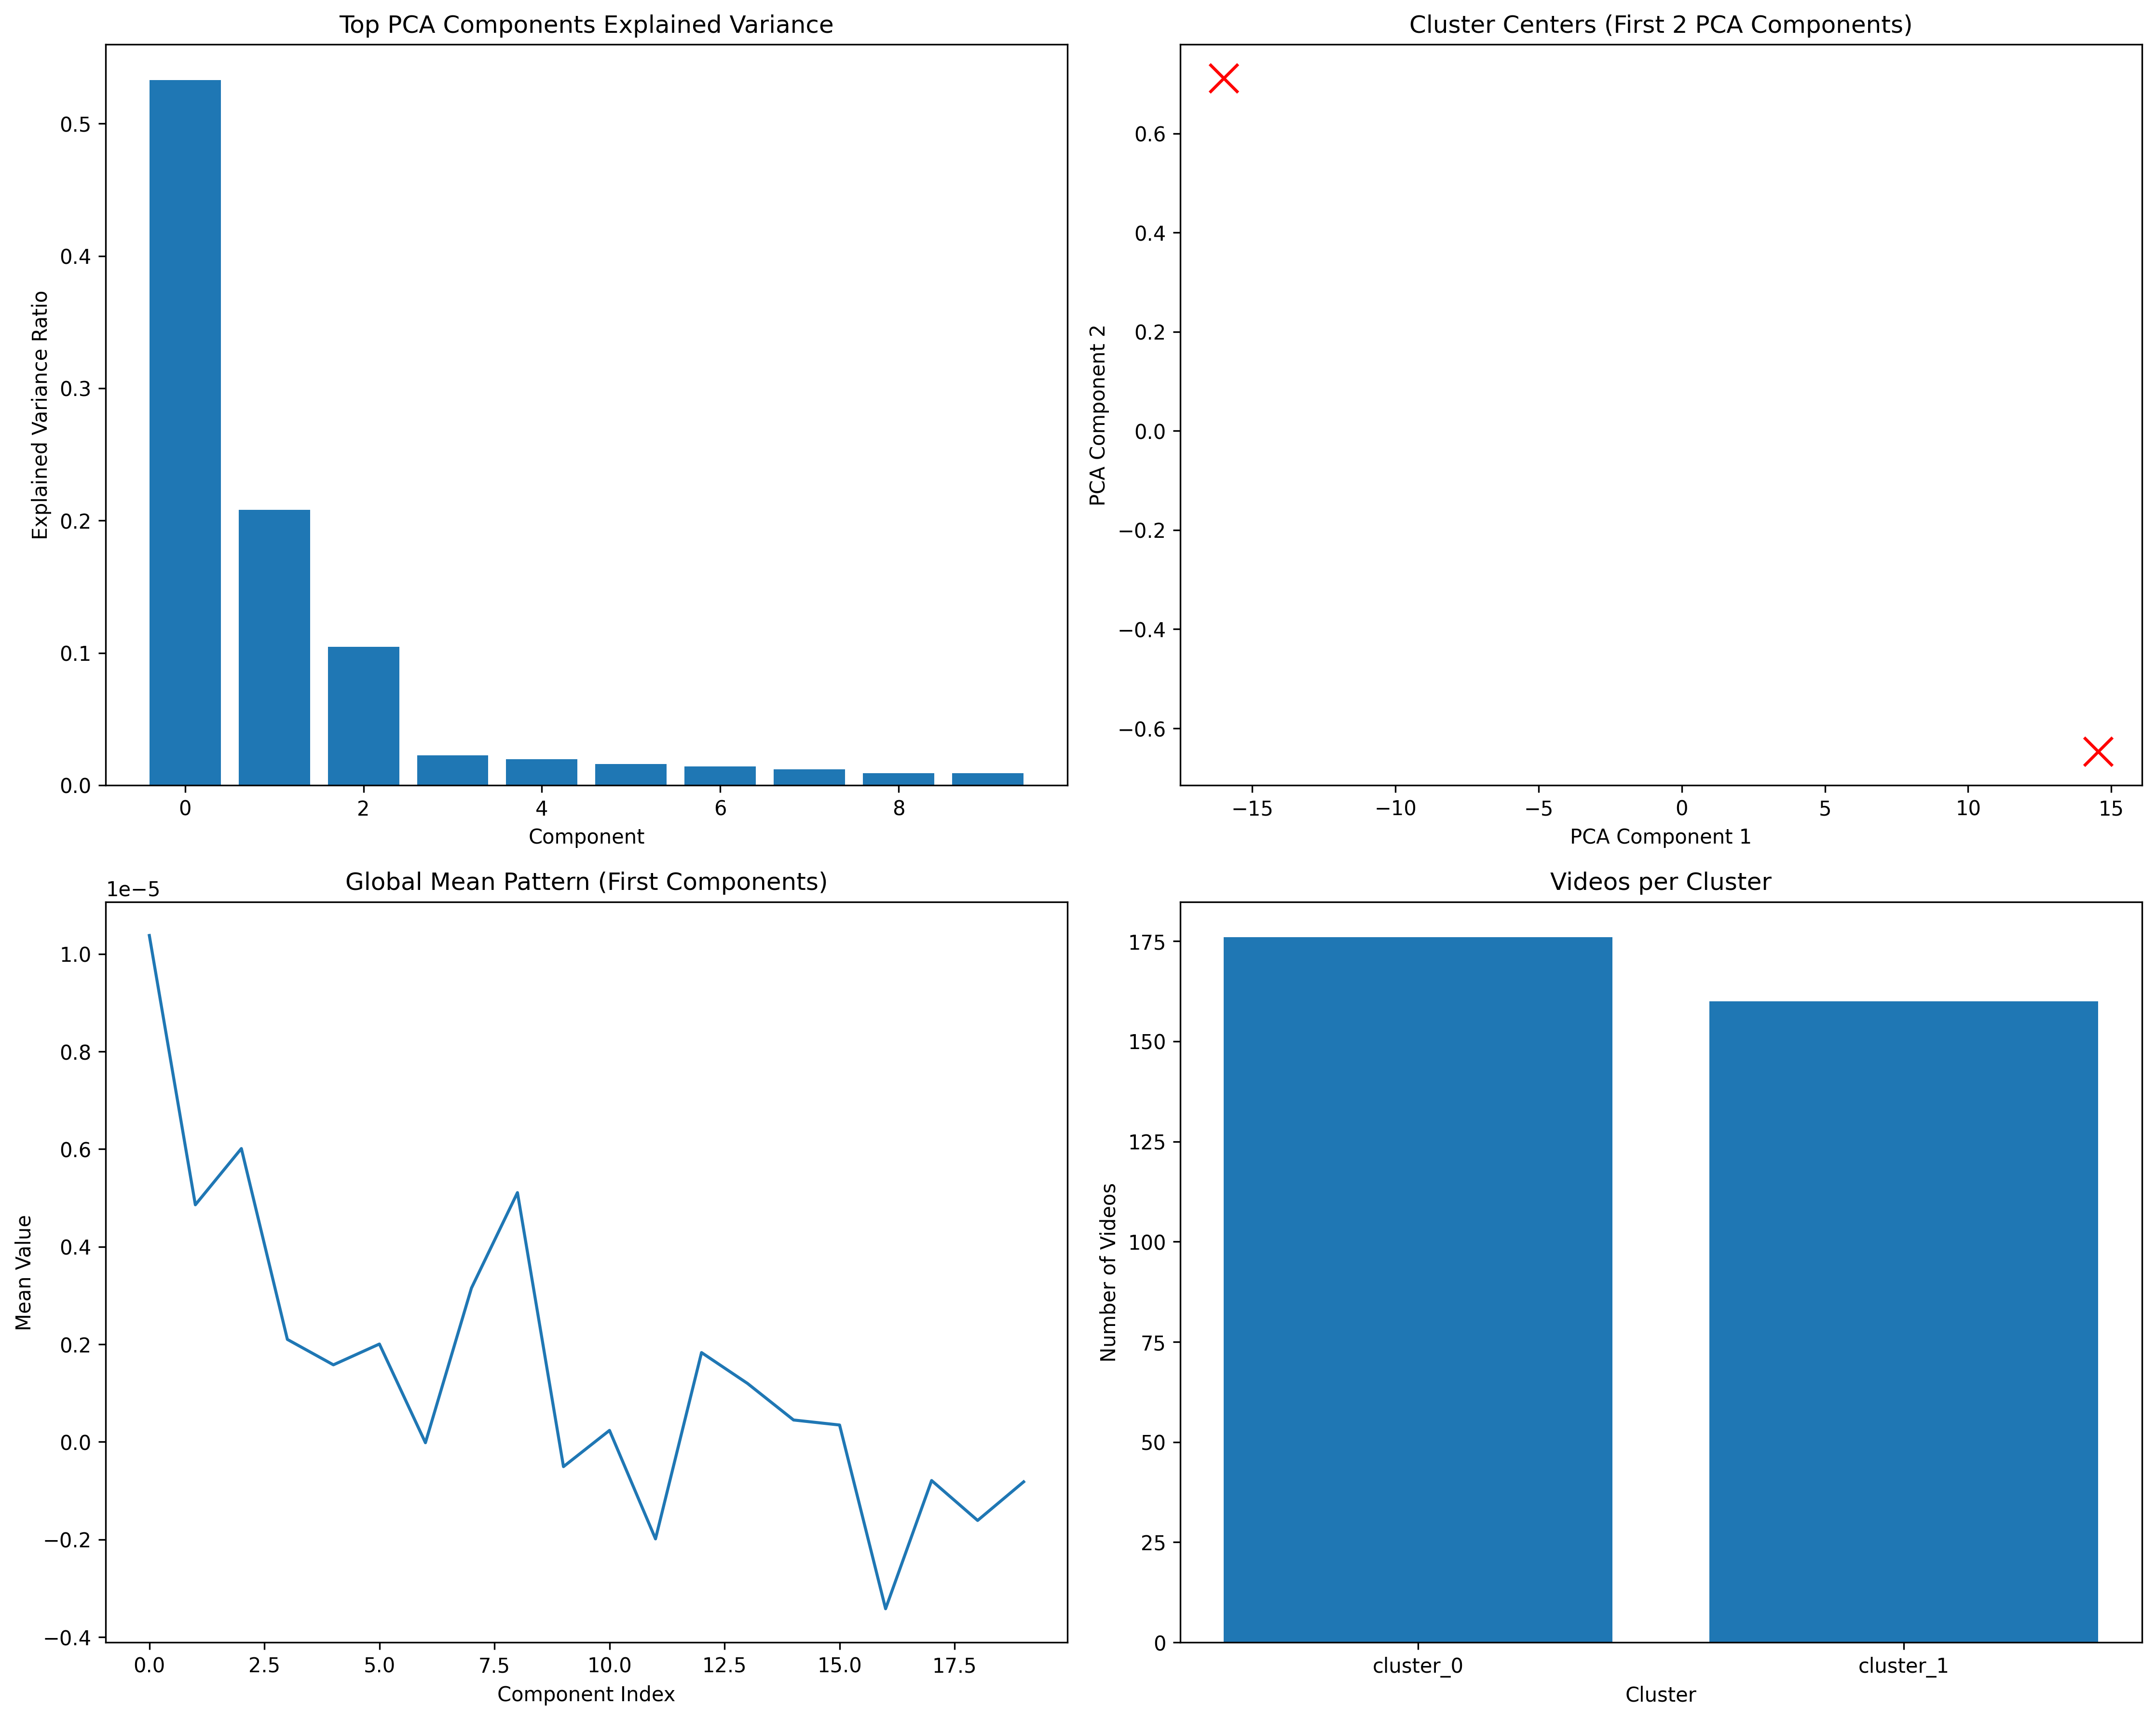 Top PCA Components Explained Variance
Explained Variance Ratio
0.5
0.4
0.3
0.2
0.1
0.0
0 2 4 6 8
Component
Cluster Centers (First 2 PCA Components)
PCA Component 2
0.6
0.4
0.2
0.0
−0.2
−0.4
−0.6
−15 −10 −5 0 5 10 15
PCA Component 1
Global Mean Pattern (First Components)
1e−5
Mean Value
1.0
0.8
0.6
0.4
0.2
0.0
−0.2
−0.4
0.0 2.5 5.0 7.5 10.0 12.5 15.0 17.5
Component Index
Videos per Cluster
Number of Videos
175
150
125
100
75
50
25
0
cluster_0 cluster_1
Cluster